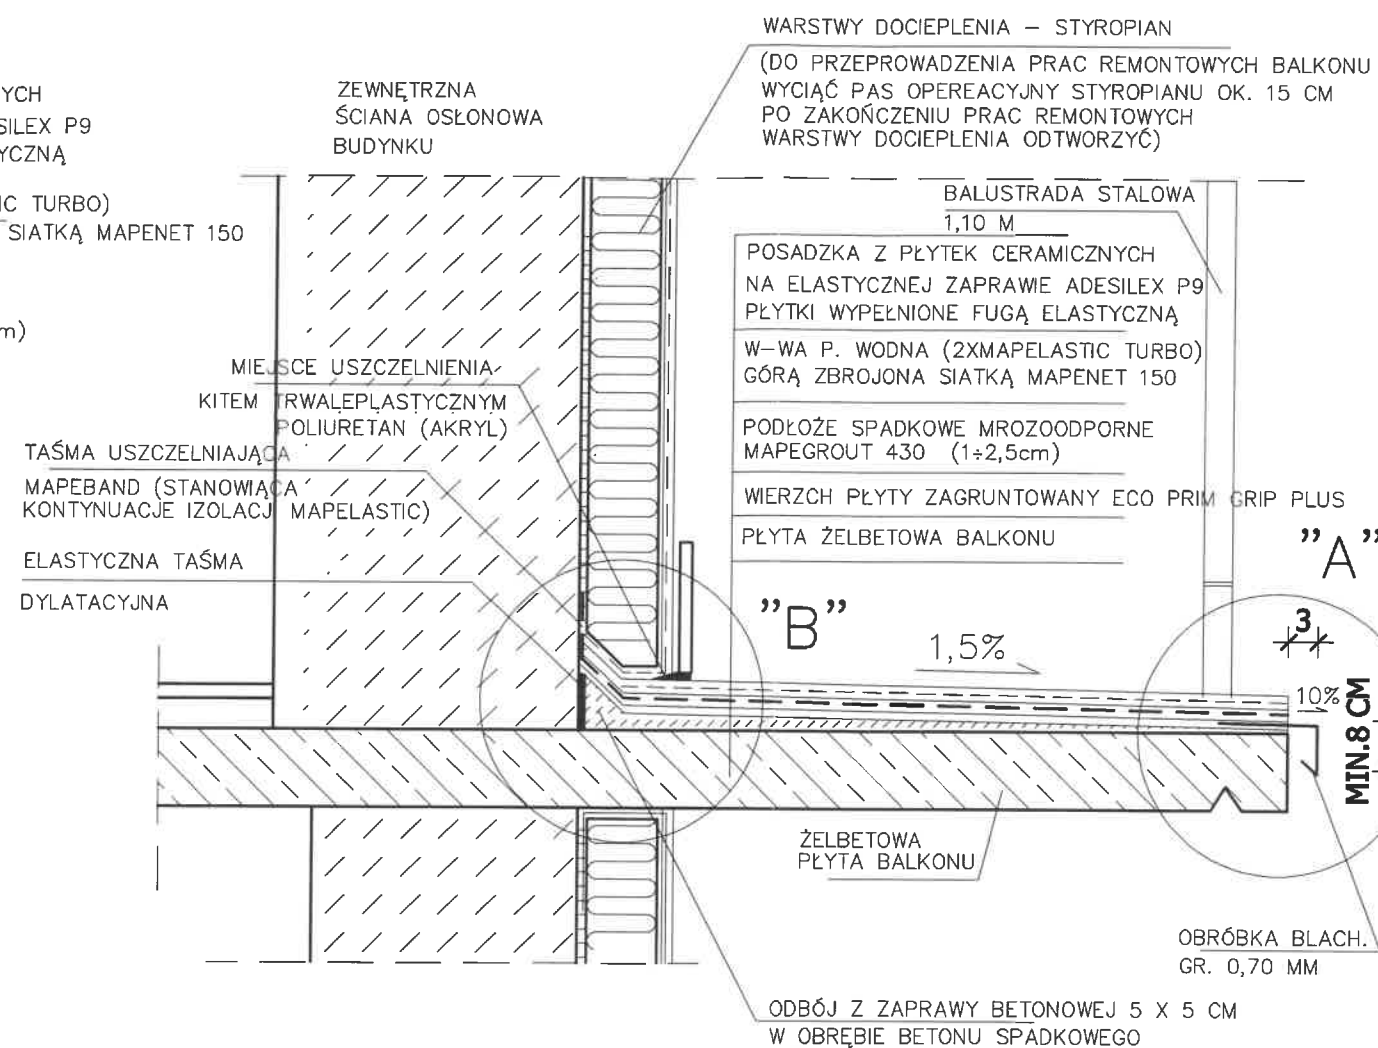 YCH
SILEX P9
YCZNĄ
IC TURBO)
SIATKĄ MAPENET 150
m)
ZEWNĘTRZNA
ŚCIANA OSŁONOWA
BUDYNKU
WARSTWY DOCIEPLENIA – STYROPIAN
(DO PRZEPROWADZENIA PRAC REMONTOWYCH BALKONU
WYCIĄĆ PAS OPEREACYJNY STYROPIANU OK. 15 CM
PO ZAKOŃCZENIU PRAC REMONTOWYCH
WARSTWY DOCIEPLENIA ODTWORZYĆ)
BALUSTRADA STALOWA
1,10 M
POSADZKA Z PŁYTEK CERAMICZNYCH
NA ELASTYCZNEJ ZAPRAWIE ADESILEX P9
PŁYTKI WYPEŁNIONE FUGĄ ELASTYCZNĄ
W–WA P. WODNA (2XMAPELASTIC TURBO)
GÓRĄ ZBROJONA SIATKĄ MAPENET 150
PODŁOŻE SPADKOWE MROZOODPORNE
MAPEGROUT 430 (1÷2,5cm)
WIERZCH PŁYTY ZAGRUNTOWANY ECO PRIM GRIP PLUS
PŁYTA ŻELBETOWA BALKONU
MIEJSCE USZCZELNIENIA
KITEM TRWALEPLASTYCZNYM
POLIURETAN (AKRYL)
TAŚMA USZCZELNIAJĄCA
MAPEBAND (STANOWIĄCA
KONTYNUACJE IZOLACJI MAPELASTIC)
ELASTYCZNA TAŚMA
DYLATACYJNA
"B"
1,5%
"A"
3
10%
MIN.8 CM
ŻELBETOWA
PŁYTA BALKONU
OBRÓBKA BLACH.
GR. 0,70 MM
ODBÓJ Z ZAPRAWY BETONOWEJ 5 X 5 CM
W OBRĘBIE BETONU SPADKOWEGO